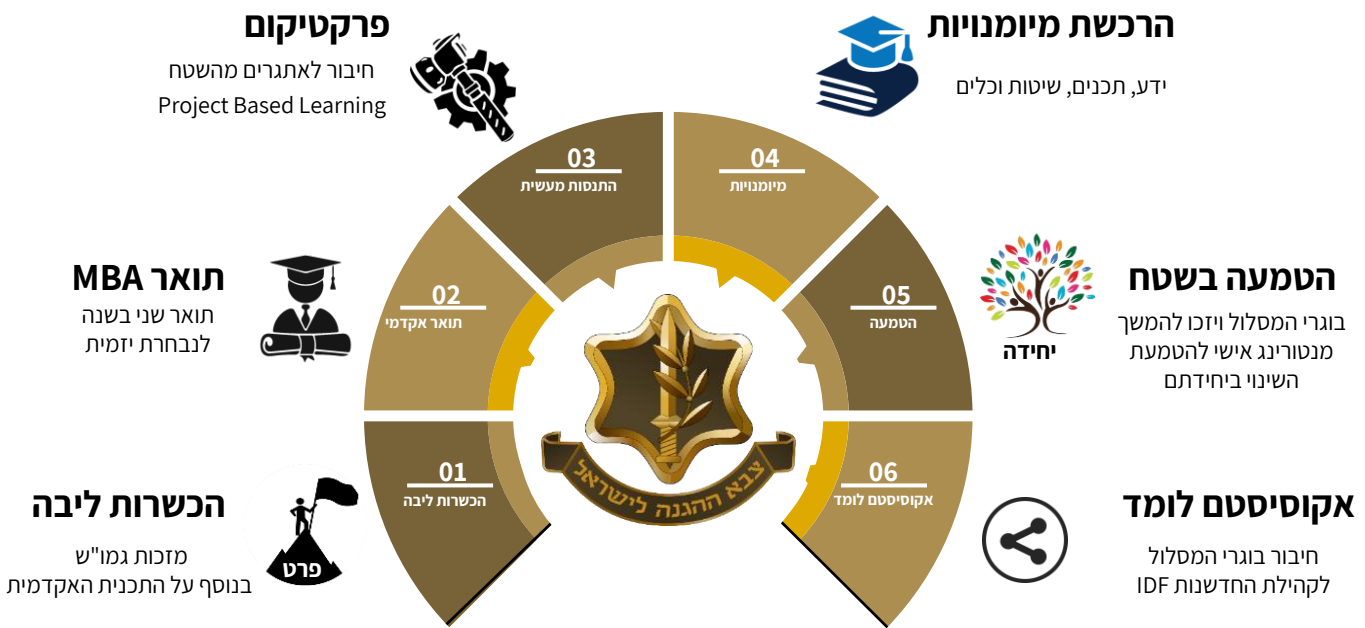 הרכשת מיומנויות
ידע, תכנים, שיטות וכלים
פרקטיקום
חיבור לאתגרים מהשטח
Project Based Learning
03
התנסות מעשית
04
מיומנויות
הטמעה בשטח
בוגרי המסלול ויזכו להמשך
מנטורינג אישי להטמעת
השינוי ביחידתם
יחידה
05
הטמעה
02
תואר אקדמי
תואר MBA
תואר שני בשנה
לנבחרת יזמית
צבא ההגנה לישראל
אקוסיסטם לומד
חיבור בוגרי המסלול
לקהילת החדשנות IDF
06
אקוסיסטם לומד
01
הכשרות ליבה
פרט
הכשרות ליבה
מזכות גמו"ש
בנוסף על התכנית האקדמית